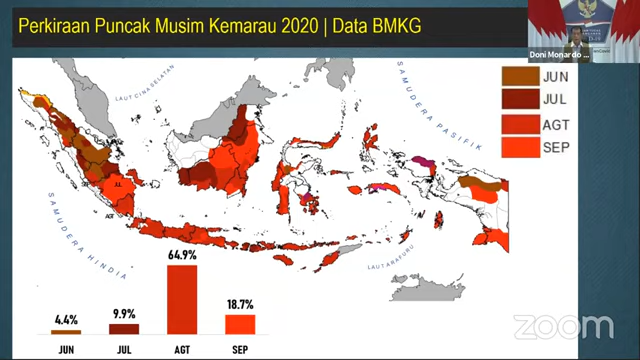 Perkiraan Puncak Musim Kemarau 2020 | Data BMKG
Doni Monardo ...
LAUT CINA SELATAN
SAMUDERA PASIFIK
JUN
JUL
AGT
SEP
JUL
AGT
SAMUDERA HINDIA
LAUT ARAFURU
64.9%
4.4%
9.9%
18.7%
JUN
JUL
AGT
SEP
zoom